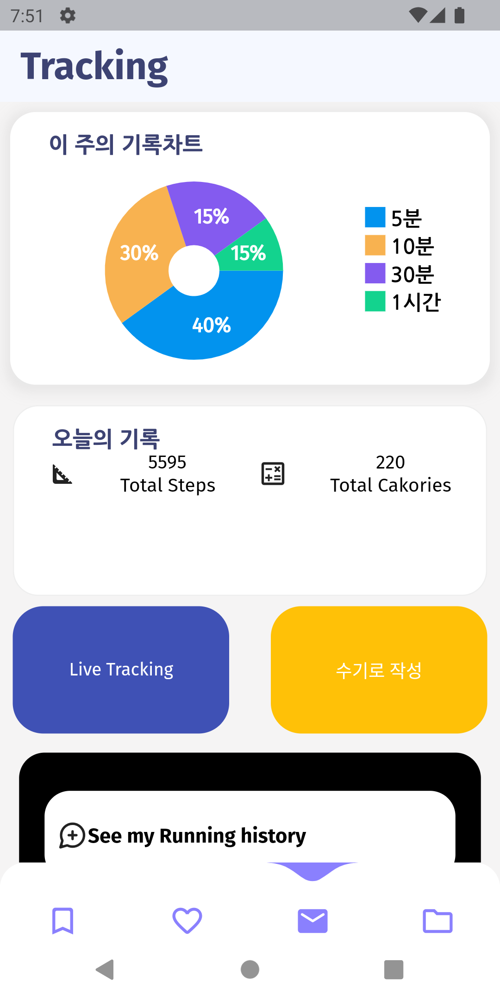 7:51
Tracking
이 주의 기록차트
15%
30%
15%
40%
5분
10분
30분
1시간
오늘의 기록
5595
Total Steps
220
Total Cakories
Live Tracking
수기로 작성
See my Running history